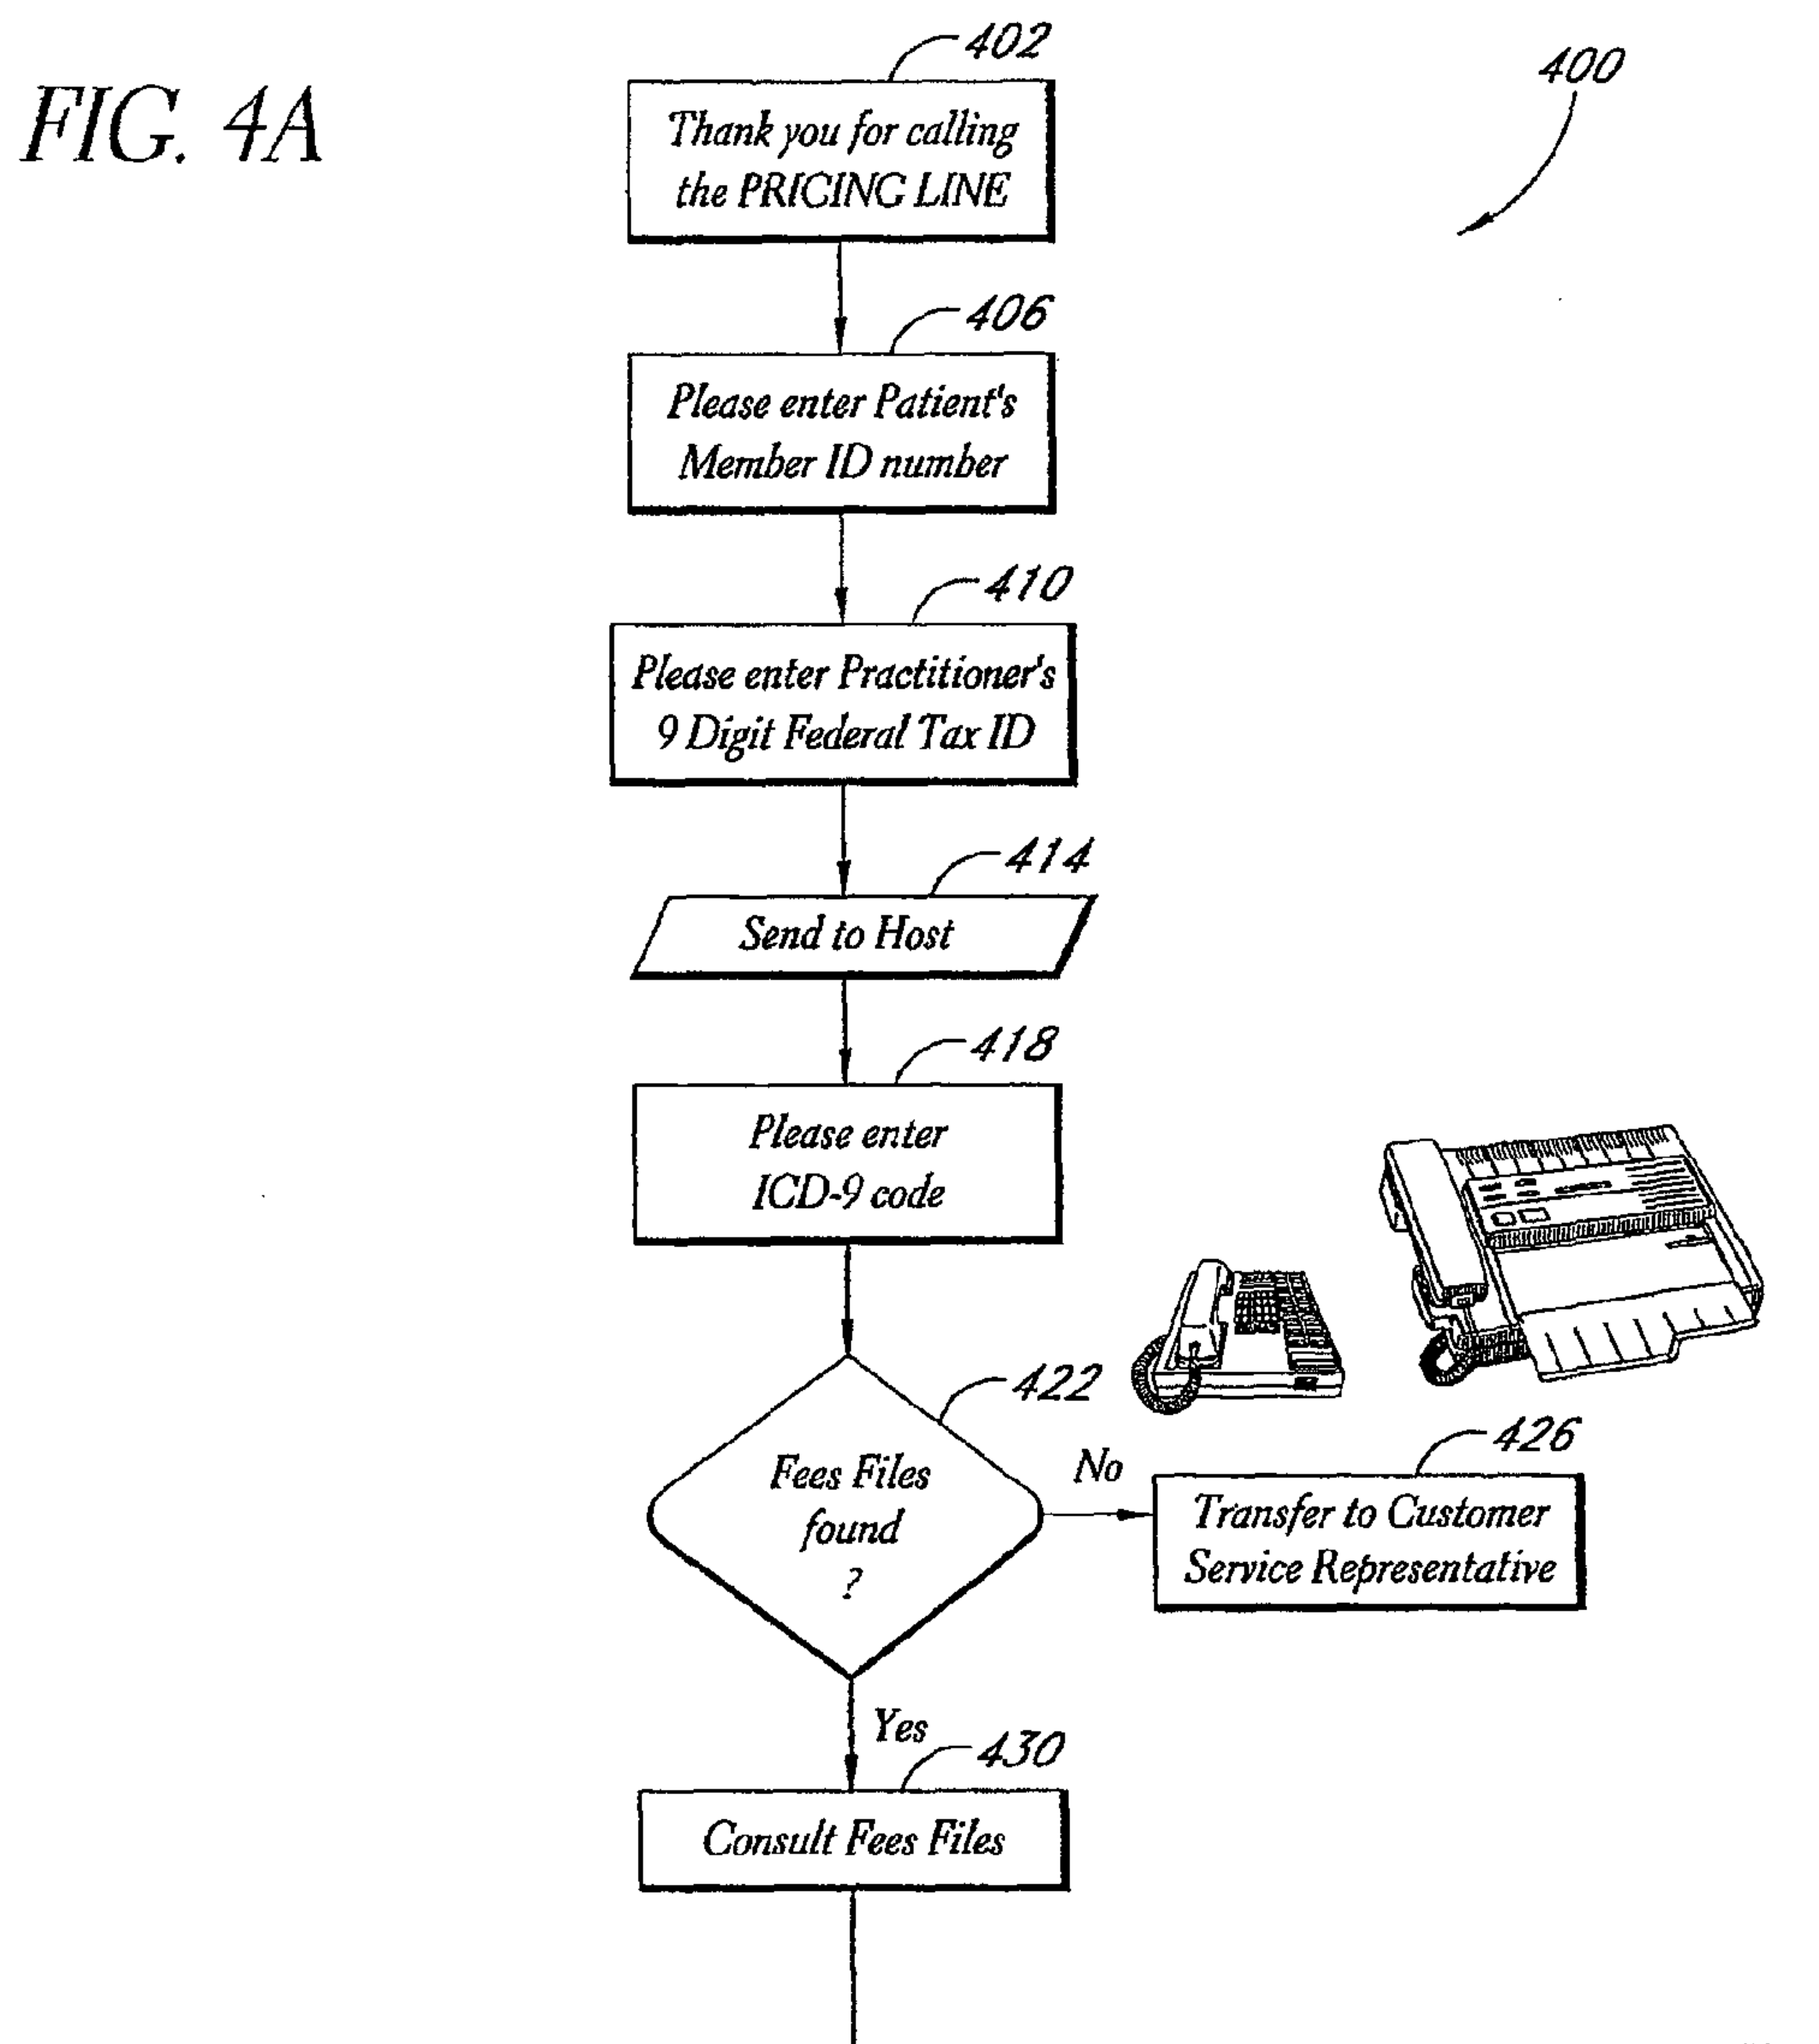 FIG. 4A
400
402
Thank you for calling
the PRICING LINE
406
Please enter Patient's
Member ID number
410
Please enter Practitioner's
9 Digit Federal Tax ID
414
Send to Host
418
Please enter
ICD-9 code
422
Fees Files
found
?
No
426
Transfer to Customer
Service Representative
Yes
430
Consult Fees Files